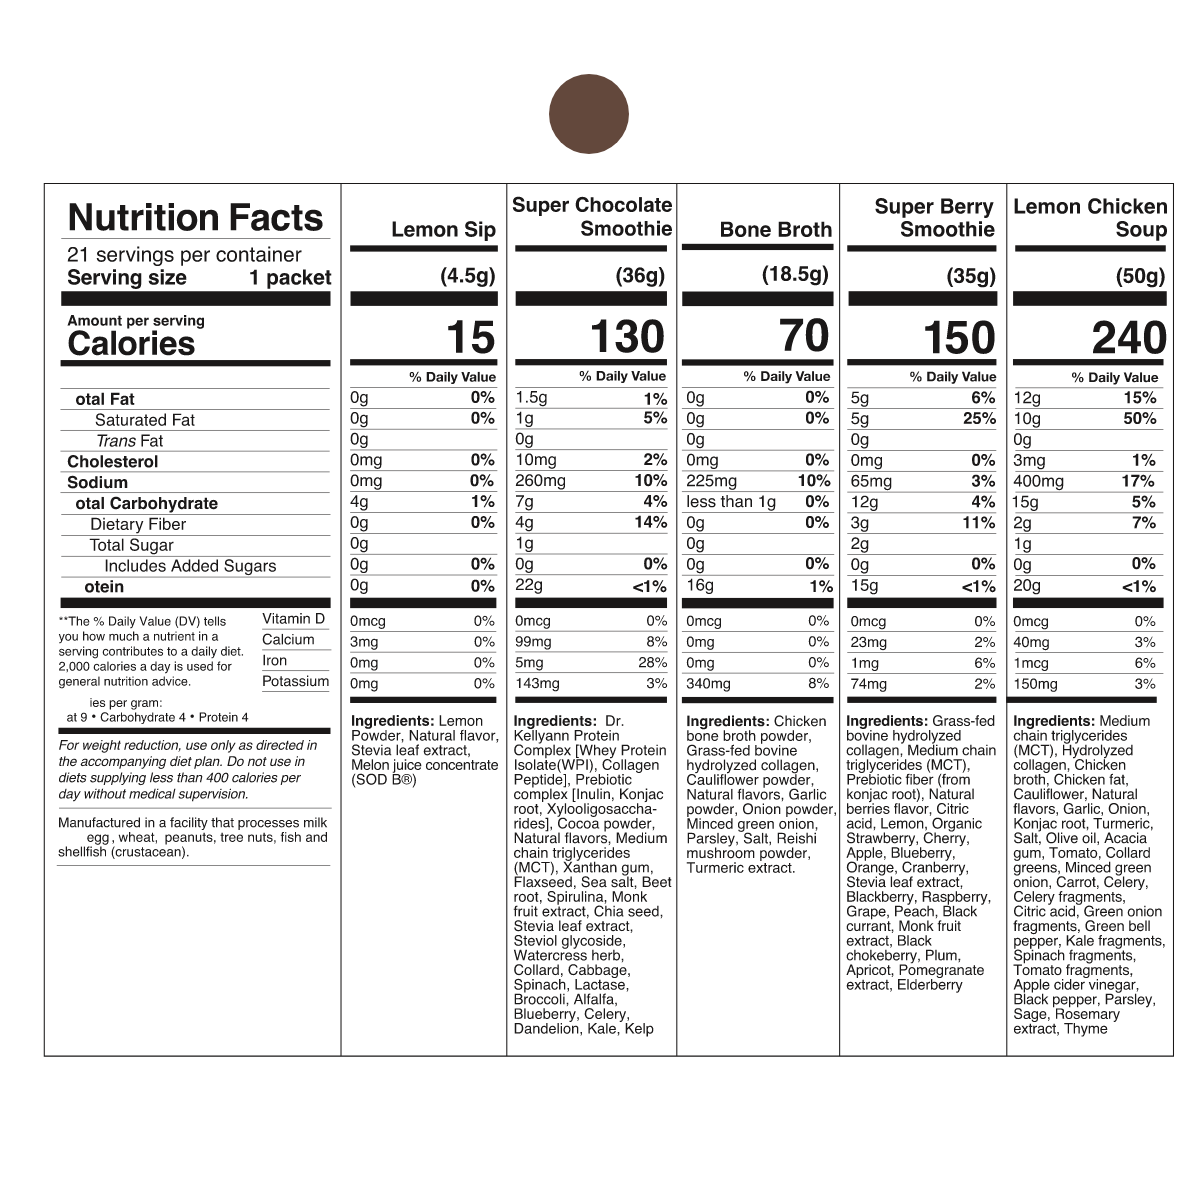 Nutrition Facts
21 servings per container
Serving size 1 packet
Amount per serving
Calories
otal Fat
Saturated Fat
Trans Fat
Cholesterol
Sodium
otal Carbohydrate
Dietary Fiber
Total Sugar
Includes Added Sugars
otein
**The % Daily Value (DV) tells
you how much a nutrient in a
serving contributes to a daily diet.
2,000 calories a day is used for
general nutrition advice.
Vitamin D
Calcium
Iron
Potassium
ies per gram:
at 9 • Carbohydrate 4 • Protein 4
For weight reduction, use only as directed in
the accompanying diet plan. Do not use in
diets supplying less than 400 calories per
day without medical supervision.
Manufactured in a facility that processes milk
egg, wheat, peanuts, tree nuts, fish and
shellfish (crustacean).
Lemon Sip
(4.5g)
15
% Daily Value
0g 0%
0g 0%
0g
0mg 0%
0mg 0%
4g 1%
0g 0%
0g
0g 0%
0g 0%
0mcg 0%
3mg 0%
0mg 0%
0mg 0%
Ingredients: Lemon
Powder, Natural flavor,
Stevia leaf extract,
Melon juice concentrate
(SOD B®)
Super Chocolate
Smoothie
(36g)
130
% Daily Value
1.5g 1%
1g 5%
0g
10mg 2%
260mg 10%
7g 4%
4g 14%
1g
0g 0%
22g <1%
0mcg 0%
99mg 8%
5mg 28%
143mg 3%
Ingredients: Dr.
Kellyann Protein
Complex [Whey Protein
Isolate(WPI), Collagen
Peptide], Prebiotic
complex [Inulin, Konjac
root, Xylooligosaccha-
rides], Cocoa powder,
Natural flavors, Medium
chain triglycerides
(MCT), Xanthan gum,
Flaxseed, Sea salt, Beet
root, Spirulina, Monk
fruit extract, Chia seed,
Stevia leaf extract,
Steviol glycoside,
Watercress herb,
Collard, Cabbage,
Spinach, Lactase,
Broccoli, Alfalfa,
Blueberry, Celery,
Dandelion, Kale, Kelp
Bone Broth
(18.5g)
70
% Daily Value
0g 0%
0g 0%
0g
0mg 0%
225mg 10%
less than 1g 0%
0g 0%
0g
0g 0%
16g 1%
0mcg 0%
0mg 0%
0mg 0%
340mg 8%
Ingredients: Chicken
bone broth powder,
Grass-fed bovine
hydrolyzed collagen,
Cauliflower powder,
Natural flavors, Garlic
powder, Onion powder,
Minced green onion,
Parsley, Salt, Reishi
mushroom powder,
Turmeric extract.
Super Berry
Smoothie
(35g)
150
% Daily Value
5g 6%
5g 25%
0g
0mg 0%
65mg 3%
12g 4%
3g 11%
2g
0g 0%
15g <1%
0mcg 0%
23mg 2%
1mg 6%
74mg 2%
Ingredients: Grass-fed
bovine hydrolyzed
collagen, Medium chain
triglycerides (MCT),
Prebiotic fiber (from
konjac root), Natural
berries flavor, Citric
acid, Lemon, Organic
Strawberry, Cherry,
Apple, Blueberry,
Orange, Cranberry,
Stevia leaf extract,
Blackberry, Raspberry,
Grape, Peach, Black
currant, Monk fruit
extract, Black
chokeberry, Plum,
Apricot, Pomegranate
extract, Elderberry
Lemon Chicken
Soup
(50g)
240
% Daily Value
12g 15%
10g 50%
0g
3mg 1%
400mg 17%
15g 5%
2g 7%
1g
0g 0%
20g <1%
0mcg 0%
40mg 3%
1mcg 6%
150mg 3%
Ingredients: Medium
chain triglycerides
(MCT), Hydrolyzed
collagen, Chicken
broth, Chicken fat,
Cauliflower, Natural
flavors, Garlic, Onion,
Konjac root, Turmeric,
Salt, Olive oil, Acacia
gum, Tomato, Collard
greens, Minced green
onion, Carrot, Celery,
Celery fragments,
Citric acid, Green onion
fragments, Green bell
pepper, Kale fragments,
Spinach fragments,
Tomato fragments,
Apple cider vinegar,
Black pepper, Parsley,
Sage, Rosemary
extract, Thyme